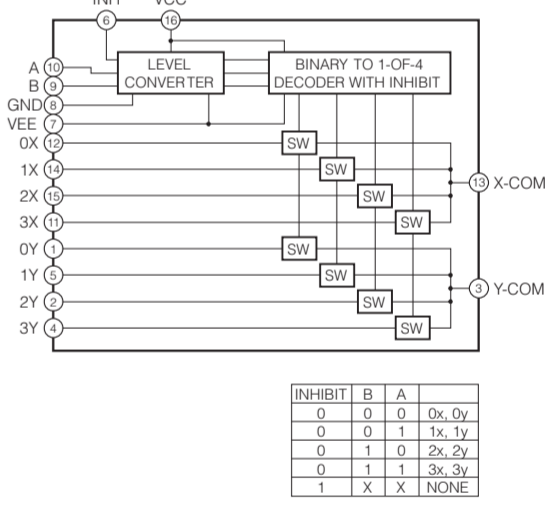 INH VCC
6 16
A 10 LEVEL CONVERTER BINARY TO 1-OF-4 DECODER WITH INHIBIT
B 9
GND 8
VEE 7
0X 12 SW
1X 14 SW
13 X-COM
2X 15 SW
3X 11 SW
0Y 1 SW
1Y 5 SW
3 Y-COM
2Y 2 SW
3Y 4 SW
INHIBIT B A
0 0 0 0x, 0y
0 0 1 1x, 1y
0 1 0 2x, 2y
0 1 1 3x, 3y
1 X X NONE